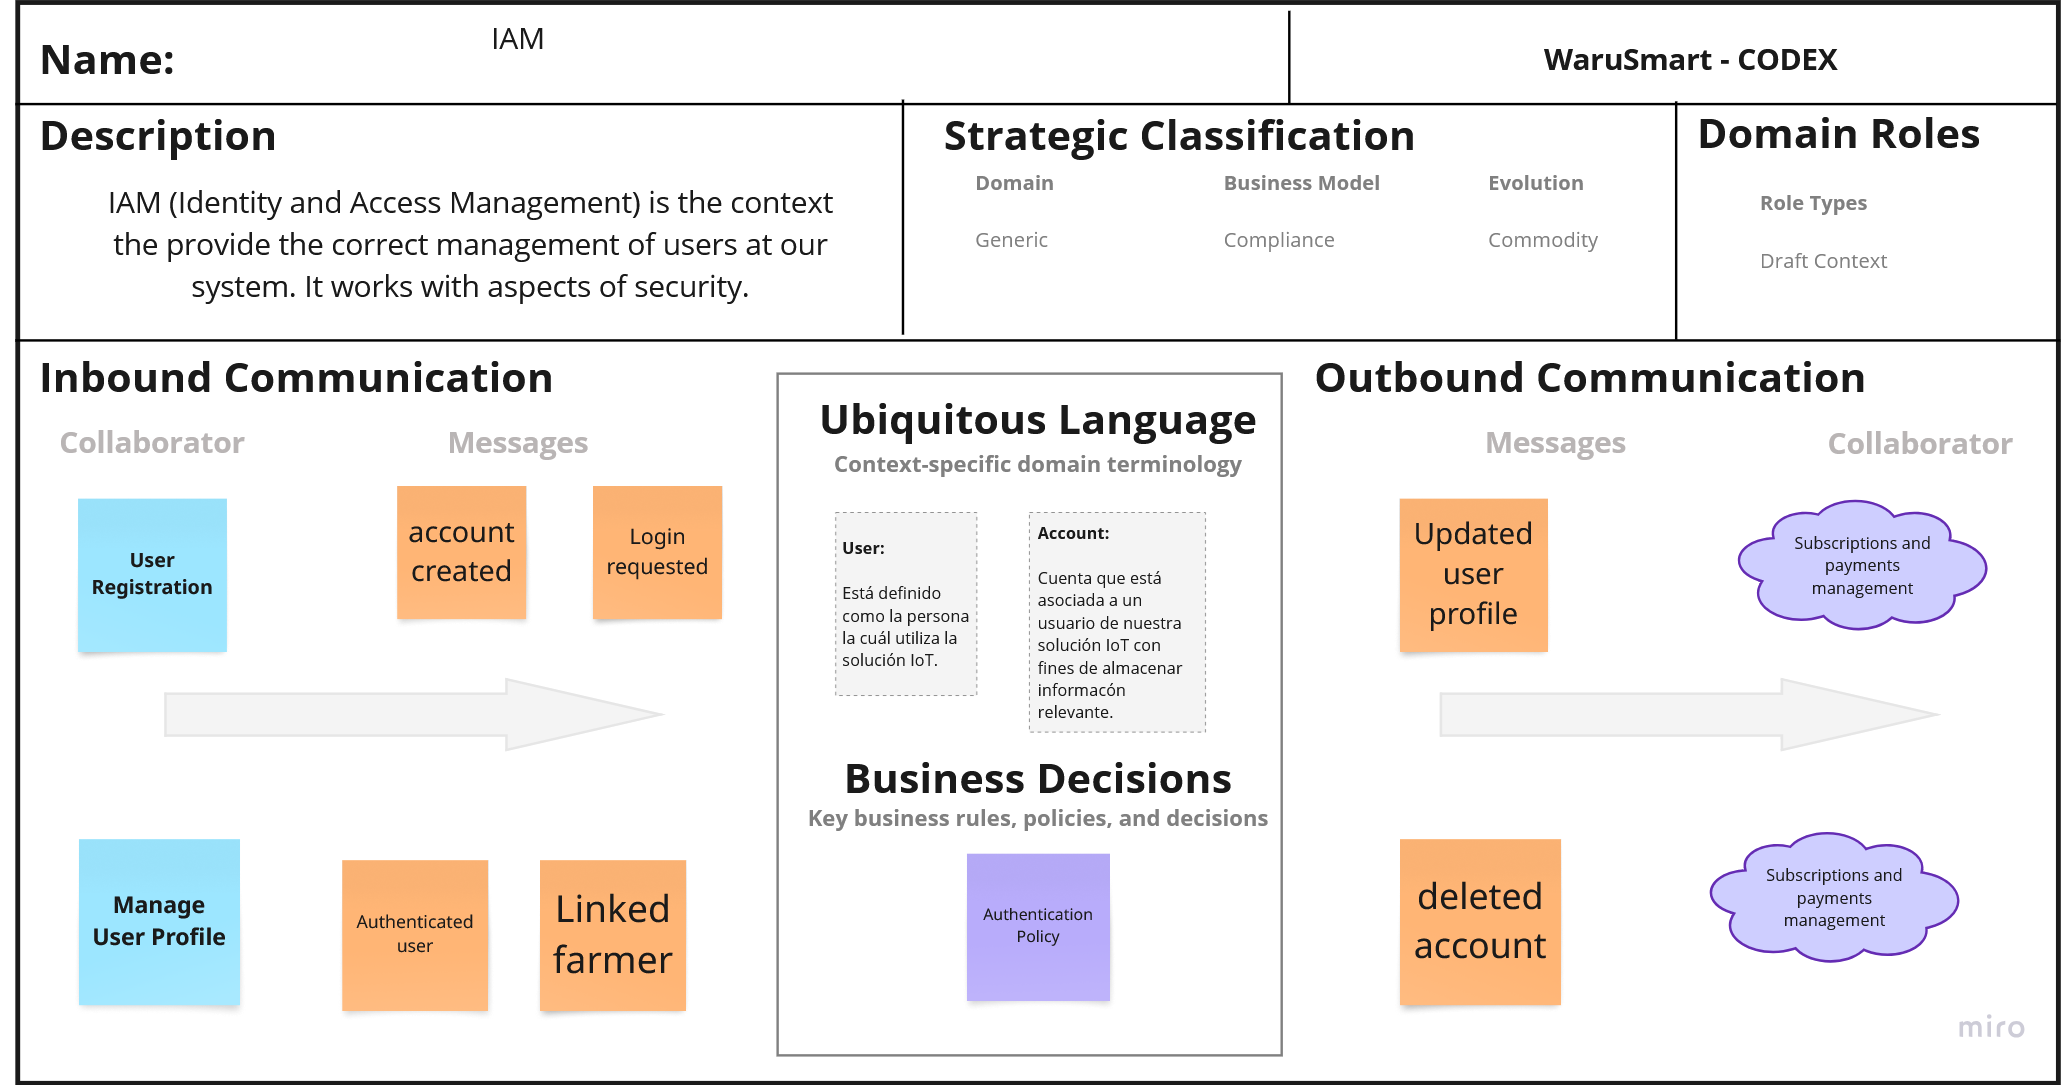 Name:
IAM
WaruSmart - CODEX
Description
IAM (Identity and Access Management) is the context
the provide the correct management of users at our
system. It works with aspects of security.
Strategic Classification
Domain
Business Model
Evolution
Generic
Compliance
Commodity
Domain Roles
Role Types
Draft Context
Inbound Communication
Collaborator
Messages
User
Registration
account
created
Login
requested
Manage
User Profile
Authenticated
user
Linked
farmer
Ubiquitous Language
Context-specific domain terminology
User:
Está definido
como la persona
la cuál utiliza la
solución IoT.
Account:
Cuenta que está
asociada a un
usuario de nuestra
solución IoT con
fines de almacenar
informacón
relevante.
Business Decisions
Key business rules, policies, and decisions
Authentication
Policy
Outbound Communication
Messages
Collaborator
Updated
user
profile
Subscriptions and
payments
management
deleted
account
Subscriptions and
payments
management
miro